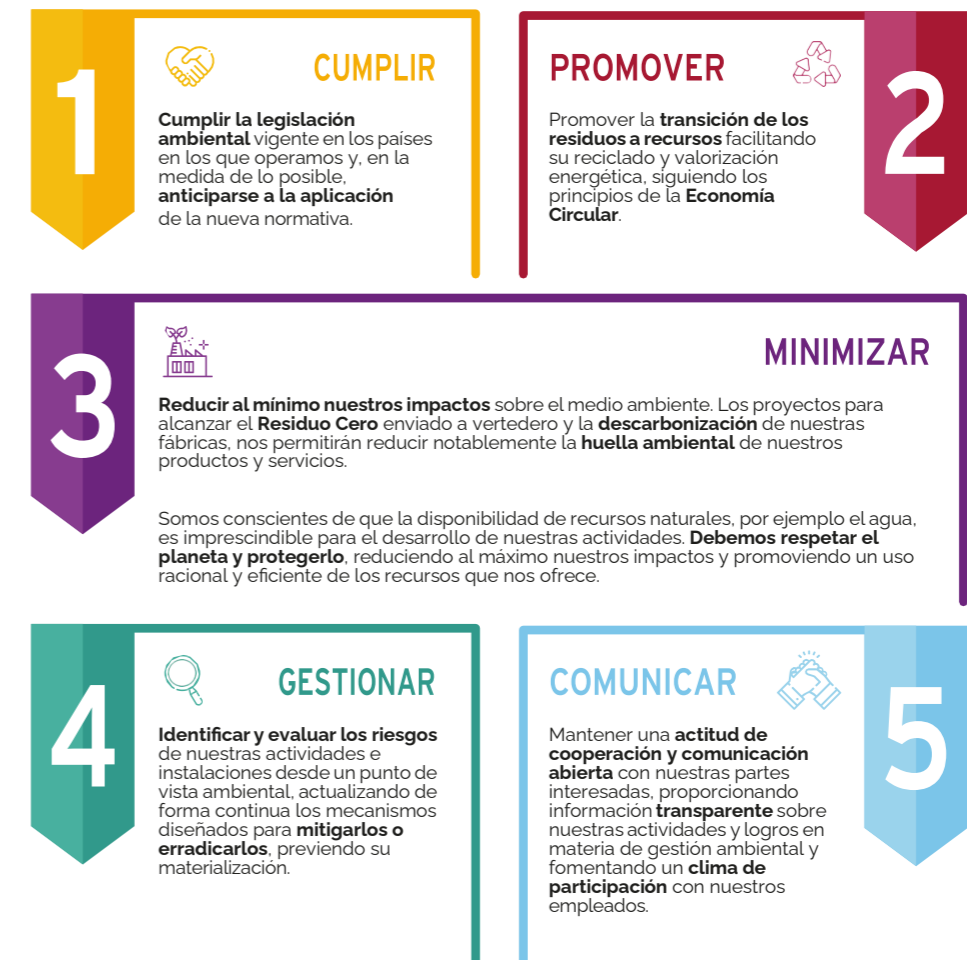 1
CUMPLIR
Cumplir la legislación
ambiental vigente en los países
en los que operamos y, en la
medida de lo posible,
anticiparse a la aplicación
de la nueva normativa.
PROMOVER
2
Promover la transición de los
residuos a recursos facilitando
su reciclado y valorización
energética, siguiendo los
principios de la Economía
Circular.
3
MINIMIZAR
Reducir al mínimo nuestros impactos sobre el medio ambiente. Los proyectos para
alcanzar el Residuo Cero enviado a vertedero y la descarbonización de nuestras
fábricas, nos permitirán reducir notablemente la huella ambiental de nuestros
productos y servicios.
Somos conscientes de que la disponibilidad de recursos naturales, por ejemplo el agua,
es imprescindible para el desarrollo de nuestras actividades. Debemos respetar el
planeta y protegerlo, reduciendo al máximo nuestros impactos y promoviendo un uso
racional y eficiente de los recursos que nos ofrece.
4
GESTIONAR
Identificar y evaluar los riesgos
de nuestras actividades e
instalaciones desde un punto de
vista ambiental, actualizando de
forma continua los mecanismos
diseñados para mitigarlos o
erradicarlos, previendo su
materialización.
COMUNICAR
5
Mantener una actitud de
cooperación y comunicación
abierta con nuestras partes
interesadas, proporcionando
información transparente sobre
nuestras actividades y logros en
materia de gestión ambiental y
fomentando un clima de
participación con nuestros
empleados.